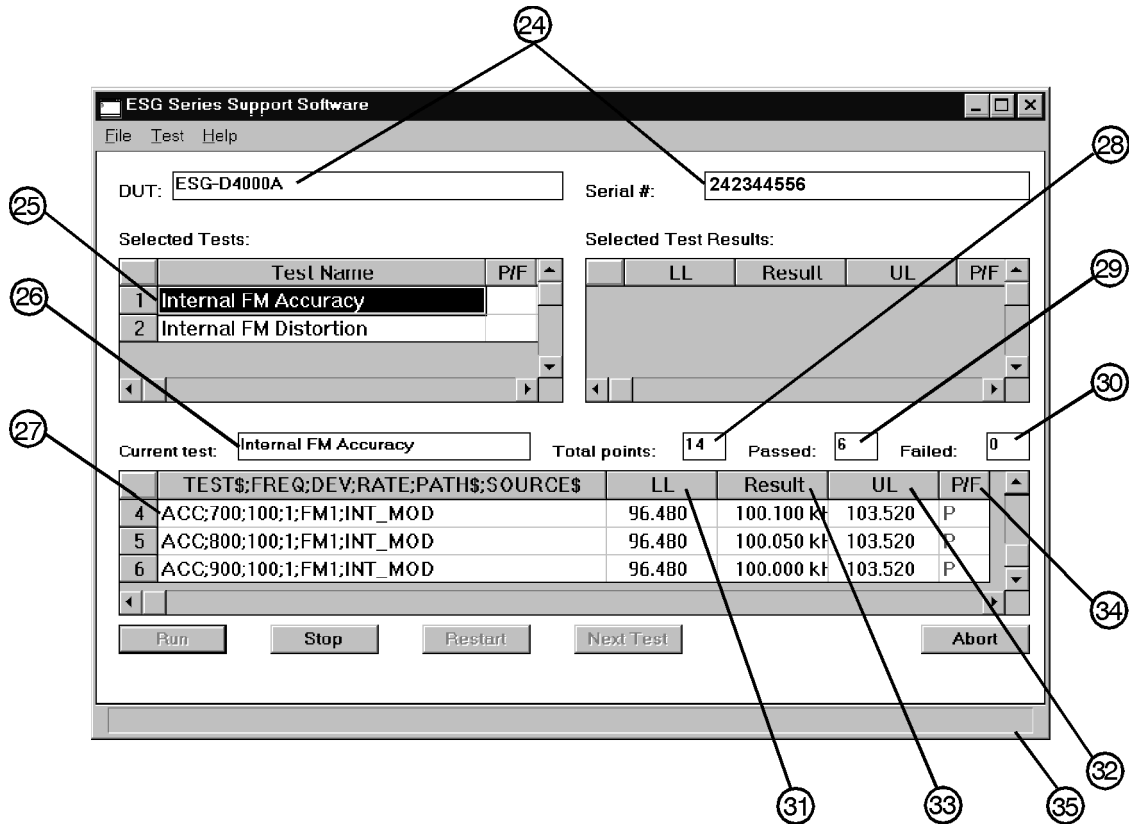 24
ESG Series Support Software
File Test Help
28
DUT: ESG-D4000A Serial #: 242344556
25
Selected Tests: Selected Test Results:
29
Test Name P/F LL Result UL P/F
26
1 Internal FM Accuracy
2 Internal FM Distortion
30
27
Current test: Internal FM Accuracy Total points: 14 Passed: 6 Failed: 0
TEST$;FREQ;DEV;RATE;PATH$;SOURCE$ LL Result UL P/F
4 ACC;700;100;1;FM1;INT_MOD 96.480 100.100 kH 103.520 P
5 ACC;800;100;1;FM1;INT_MOD 96.480 100.050 kH 103.520 P
6 ACC;900;100;1;FM1;INT_MOD 96.480 100.000 kH 103.520 P
34
Run Stop Restart Next Test Abort
32
31 33 35